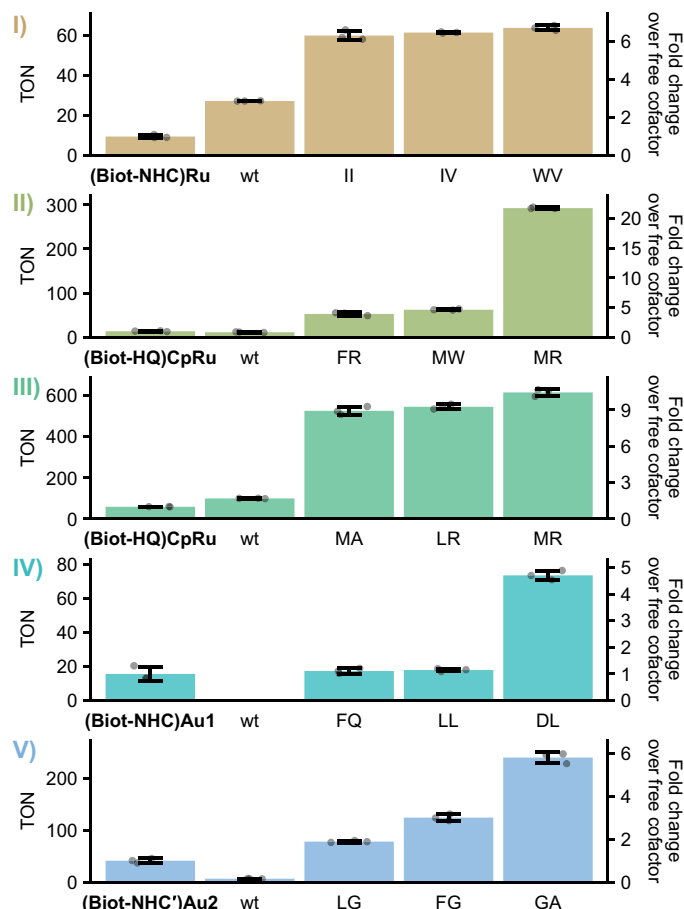 I)
TON
60
40
20
0
6
4
2
0
Fold change
over free cofactor
(Biot-NHC)Ru wt II IV WV
II)
TON
300
200
100
0
20
15
10
5
0
Fold change
over free cofactor
(Biot-HQ)CpRu wt FR MW MR
III)
TON
600
400
200
0
9
6
3
0
Fold change
over free cofactor
(Biot-HQ)CpRu wt MA LR MR
IV)
TON
80
60
40
20
0
5
4
3
2
1
0
Fold change
over free cofactor
(Biot-NHC)Au1 wt FQ LL DL
V)
TON
200
100
0
6
4
2
0
Fold change
over free cofactor
(Biot-NHC′)Au2 wt LG FG GA